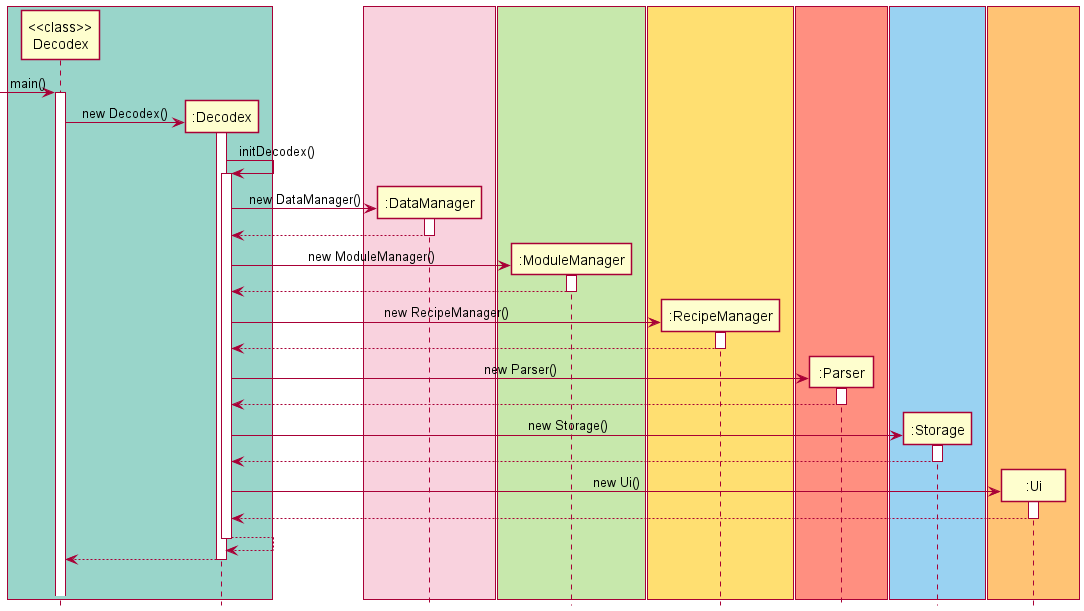 <<class>>
Decodex
main()
new Decodex()
:Decodex
initDecodex()
new DataManager()
:DataManager
new ModuleManager()
:ModuleManager
new RecipeManager()
:RecipeManager
new Parser()
:Parser
new Storage()
:Storage
new Ui()
:Ui